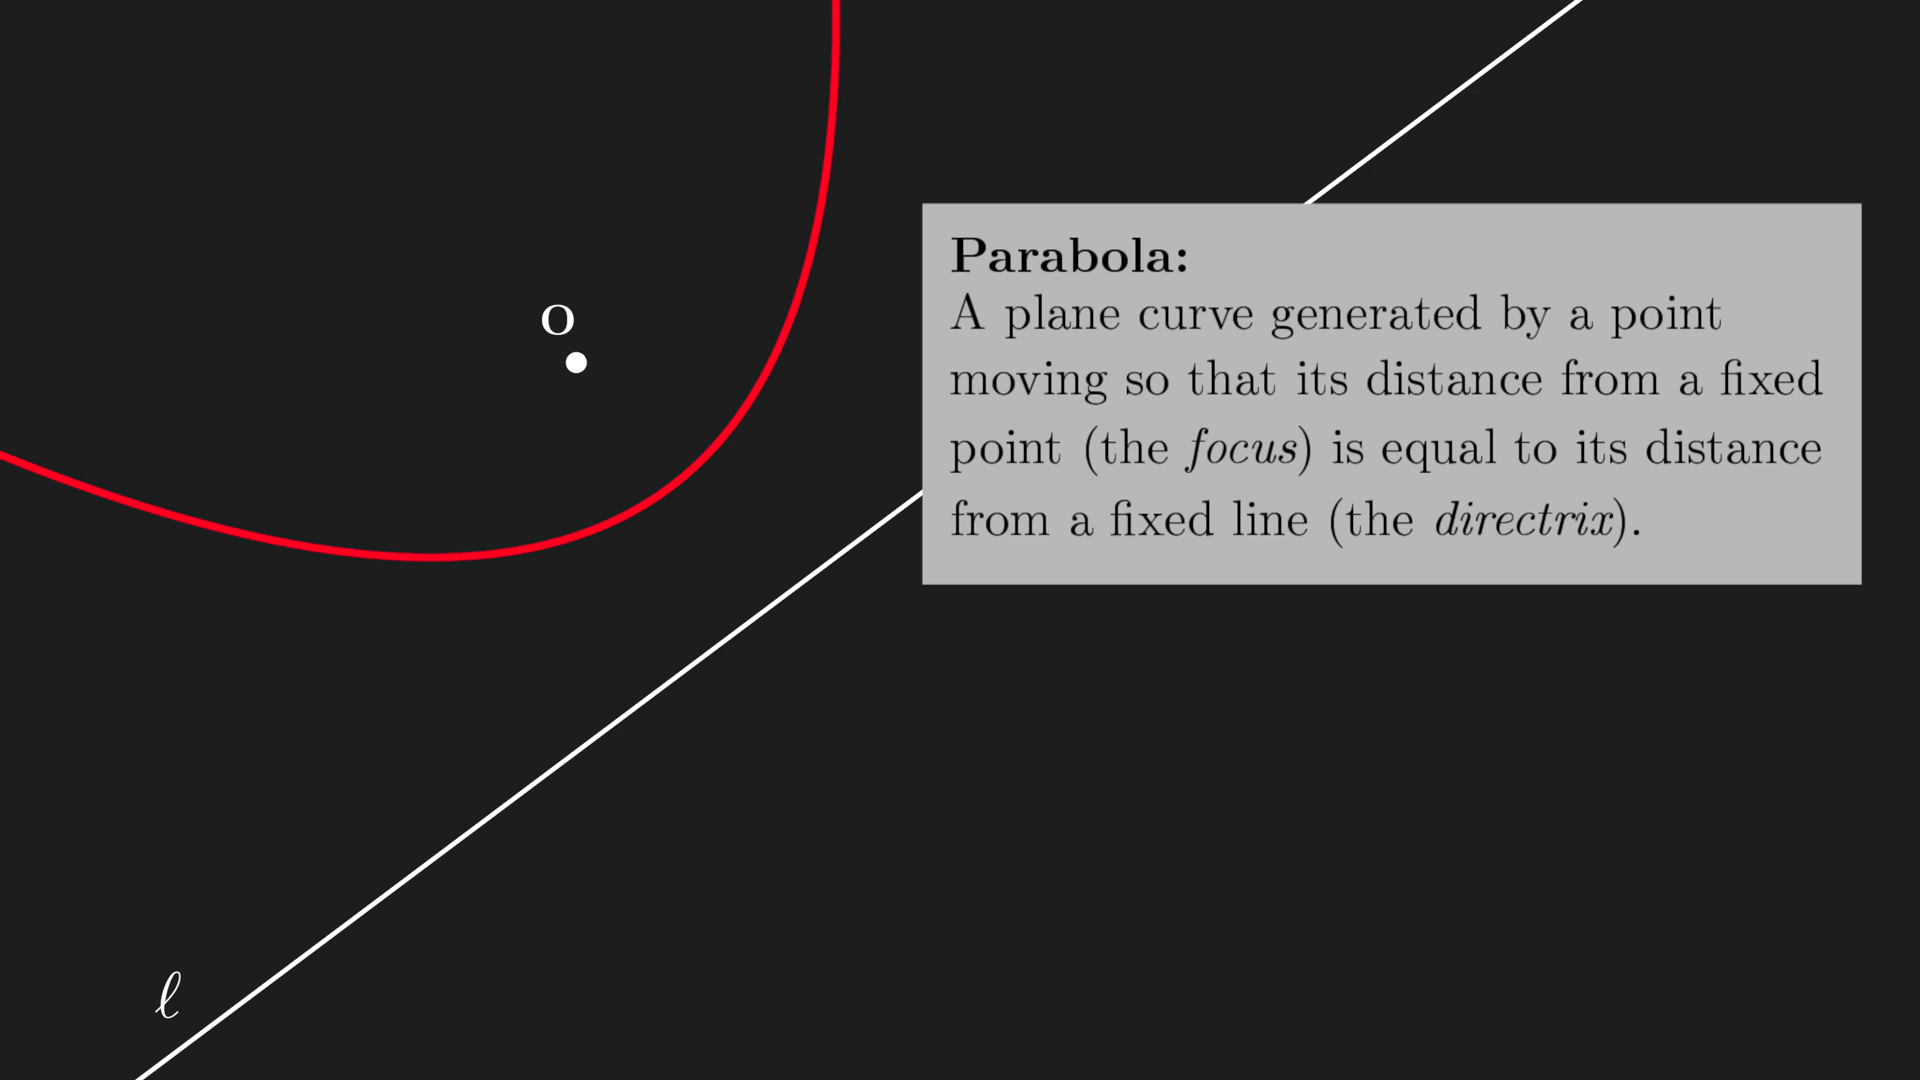 O
Parabola:
A plane curve generated by a point
moving so that its distance from a fixed
point (the focus) is equal to its distance
from a fixed line (the directrix).
ℓ